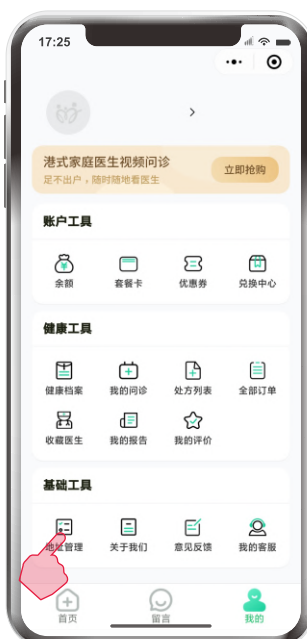 17:25
港式家庭医生视频问诊
足不出户，随时随地看医生
立即抢购
账户工具
余额 套餐卡 优惠券 兑换中心
健康工具
健康档案 我的问诊 处方列表 全部订单
收藏医生 我的报告 我的评价
基础工具
地址管理 关于我们 意见反馈 我的客服
首页 留言 我的